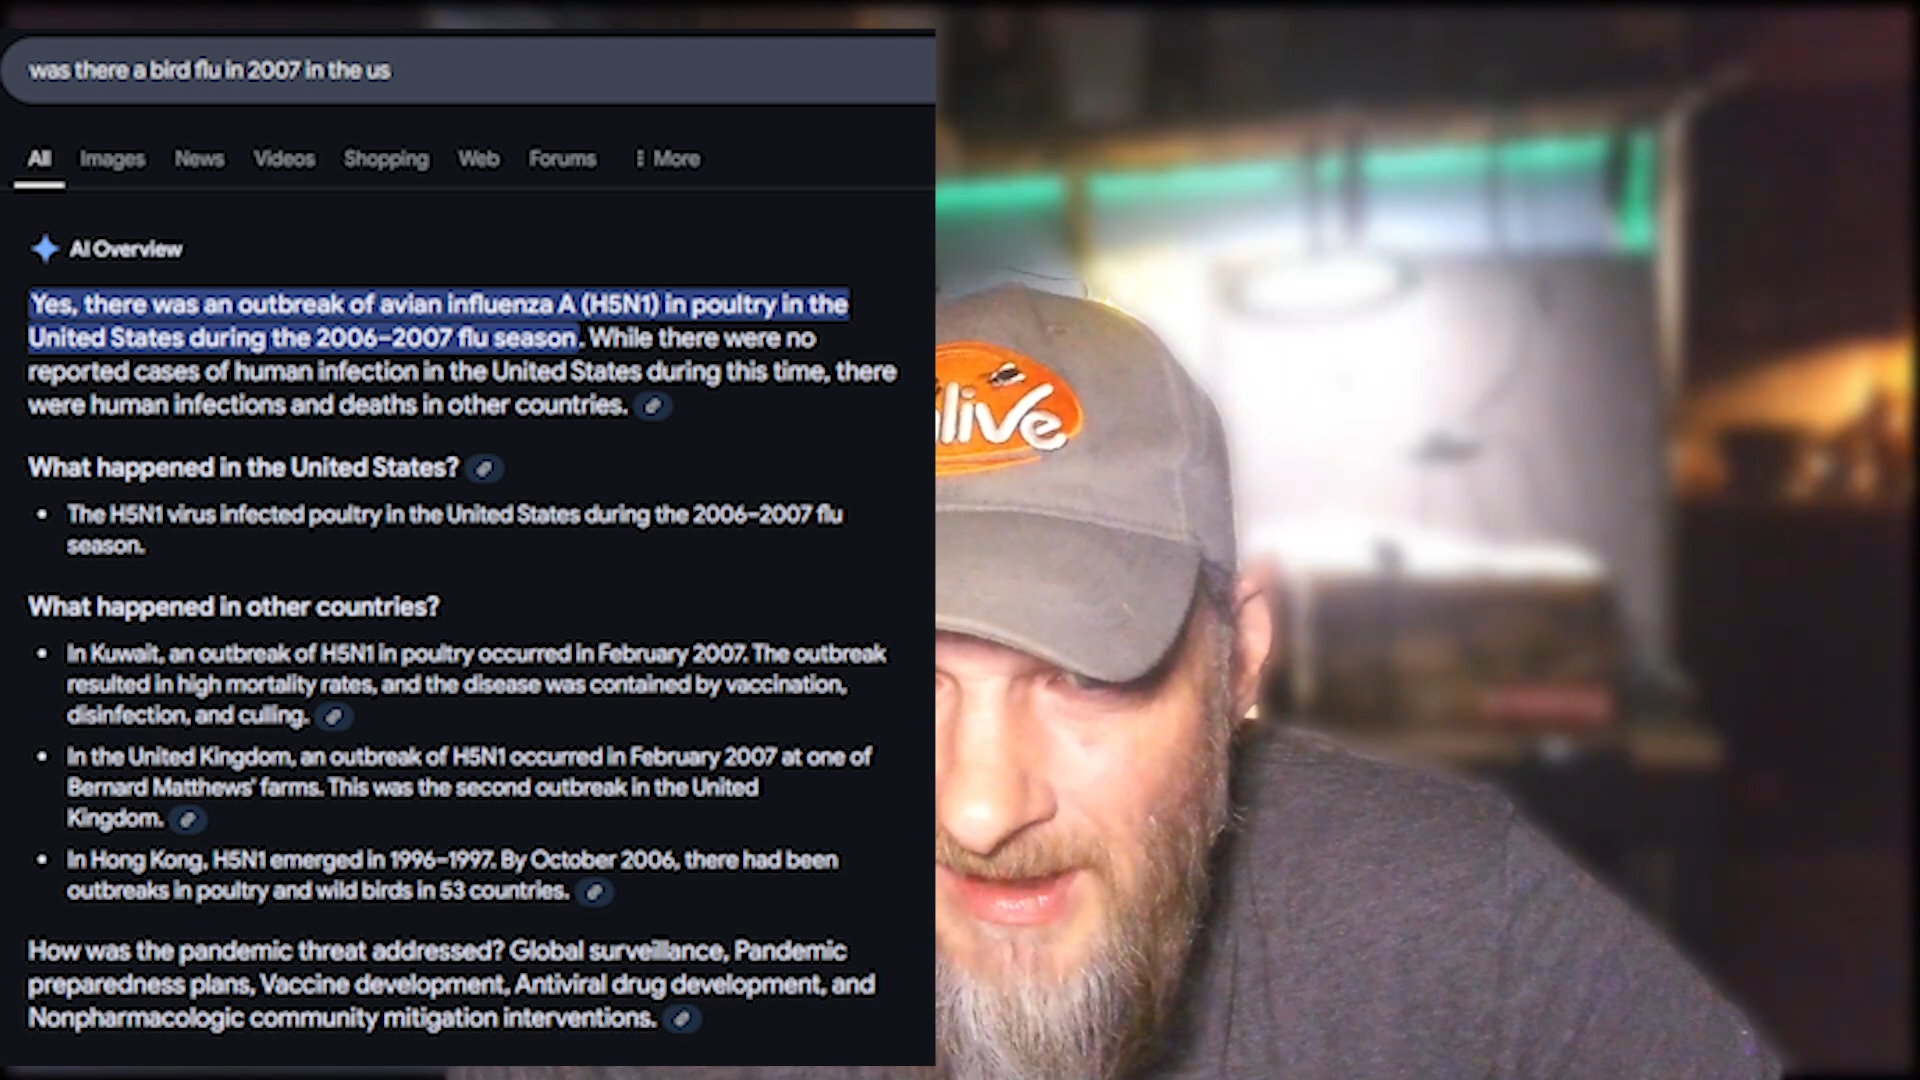 was there a bird flu in 2007 in the us
All Images News Videos Shopping Web Forums More
AI Overview
Yes, there was an outbreak of avian influenza A (H5N1) in poultry in the
United States during the 2006–2007 flu season. While there were no
reported cases of human infection in the United States during this time, there
were human infections and deaths in other countries.
What happened in the United States?
• The H5N1 virus infected poultry in the United States during the 2006–2007 flu
season.
What happened in other countries?
• In Kuwait, an outbreak of H5N1 in poultry occurred in February 2007. The outbreak
resulted in high mortality rates, and the disease was contained by vaccination,
disinfection, and culling.
• In the United Kingdom, an outbreak of H5N1 occurred in February 2007 at one of
Bernard Matthews' farms. This was the second outbreak in the United
Kingdom.
• In Hong Kong, H5N1 emerged in 1996–1997. By October 2006, there had been
outbreaks in poultry and wild birds in 53 countries.
How was the pandemic threat addressed? Global surveillance, Pandemic
preparedness plans, Vaccine development, Antiviral drug development, and
Nonpharmacologic community mitigation interventions.
live